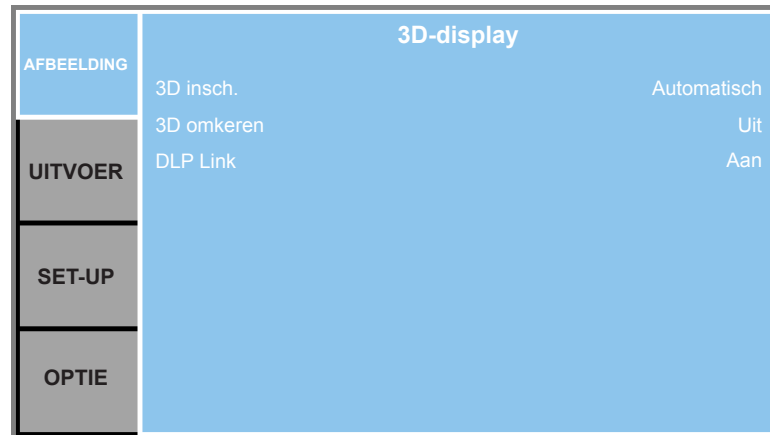 3D-display
AFBEELDING
3D insch. Automatisch
3D omkeren Uit
DLP Link Aan
UITVOER
SET-UP
OPTIE